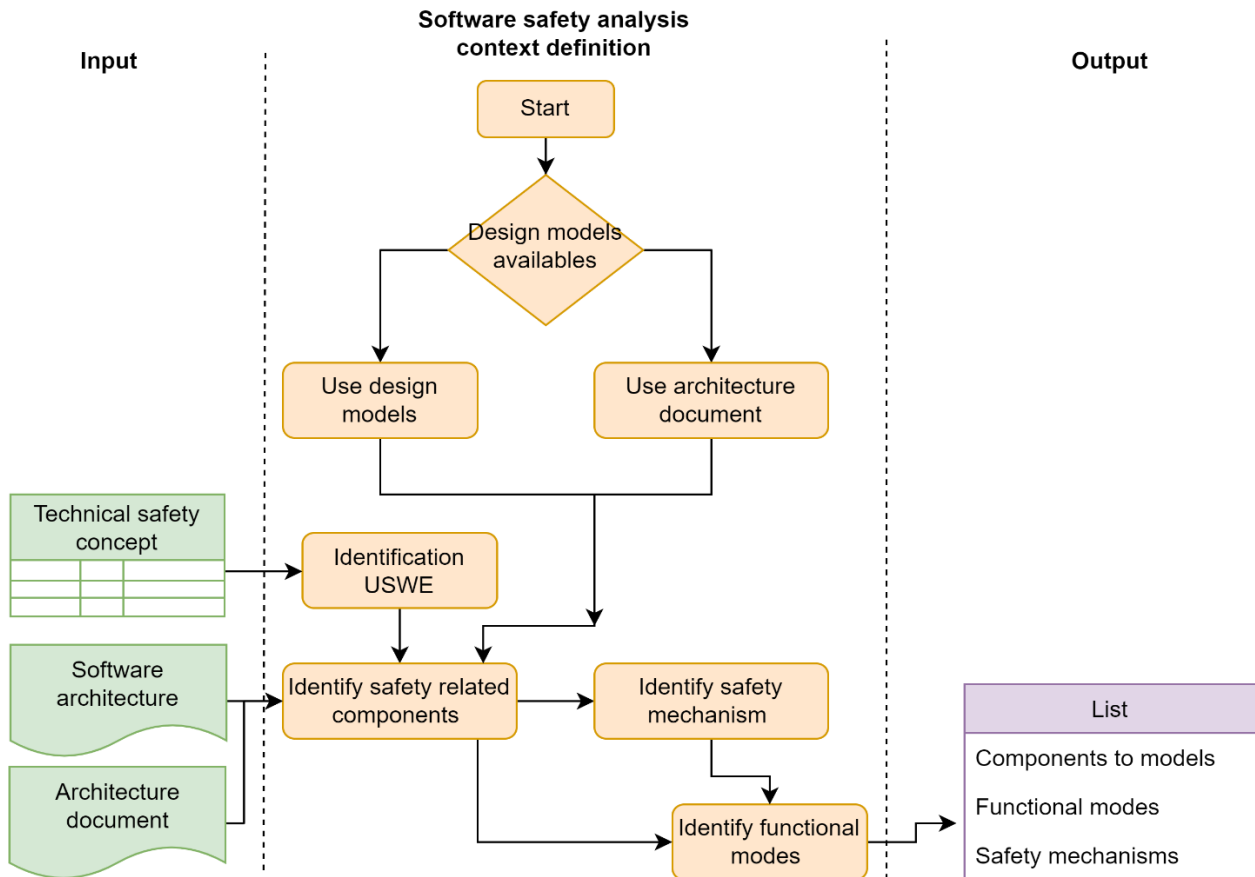 Software safety analysis
context definition
Input
Output
Start
Design models
availables
Use design
models
Use architecture
document
Technical safety
concept
Identification
USWE
Software
architecture
Identify safety related
components
Identify safety
mechanism
List
Components to models
Functional modes
Safety mechanisms
Architecture
document
Identify functional
modes